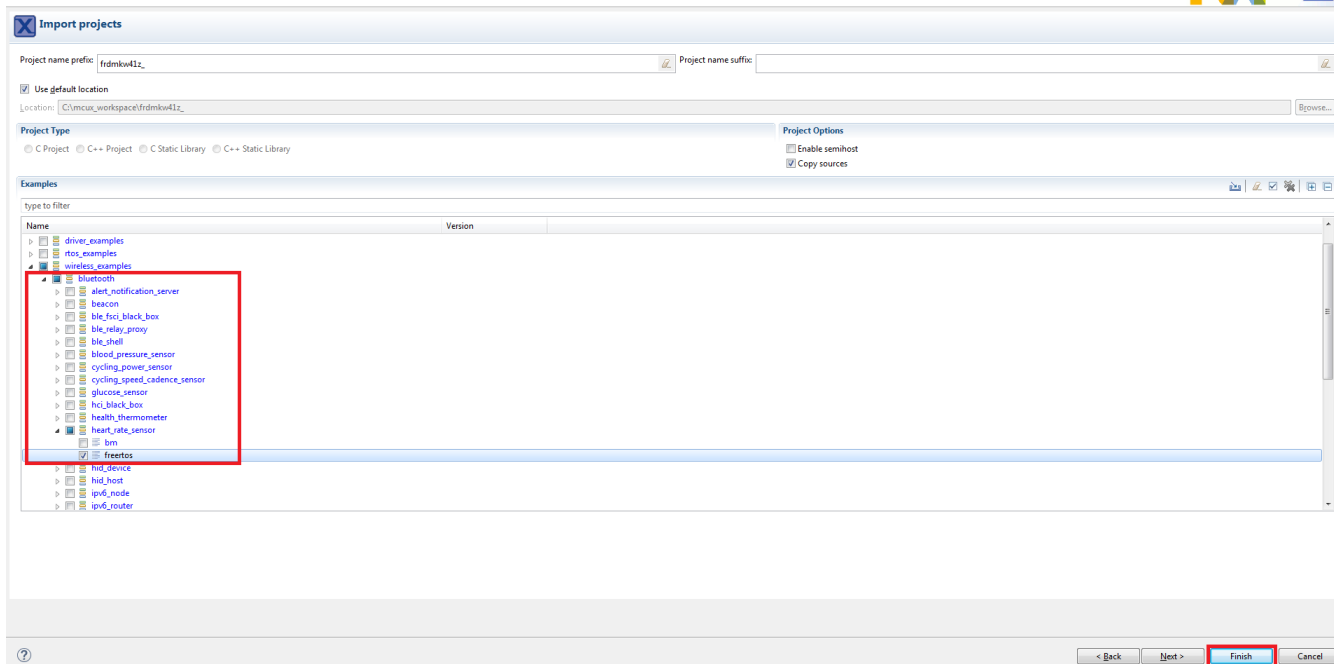 Import projects
Project name prefix: frdmkw41z_ Project name suffix:
Use default location
Location: C:\mcux_workspace\frdmkw41z_ Browse...
Project Type Project Options
C Project C++ Project C Static Library C++ Static Library Enable semihost
Copy sources
Examples
type to filter
Name Version
driver_examples
rtos_examples
wireless_examples
bluetooth
alert_notification_server
beacon
ble_fsci_black_box
ble_relay_proxy
ble_shell
blood_pressure_sensor
cycling_power_sensor
cycling_speed_cadence_sensor
glucose_sensor
hci_black_box
health_thermometer
heart_rate_sensor
bm
freertos
hid_device
hid_host
ipv6_node
ipv6_router
< Back Next > Finish Cancel